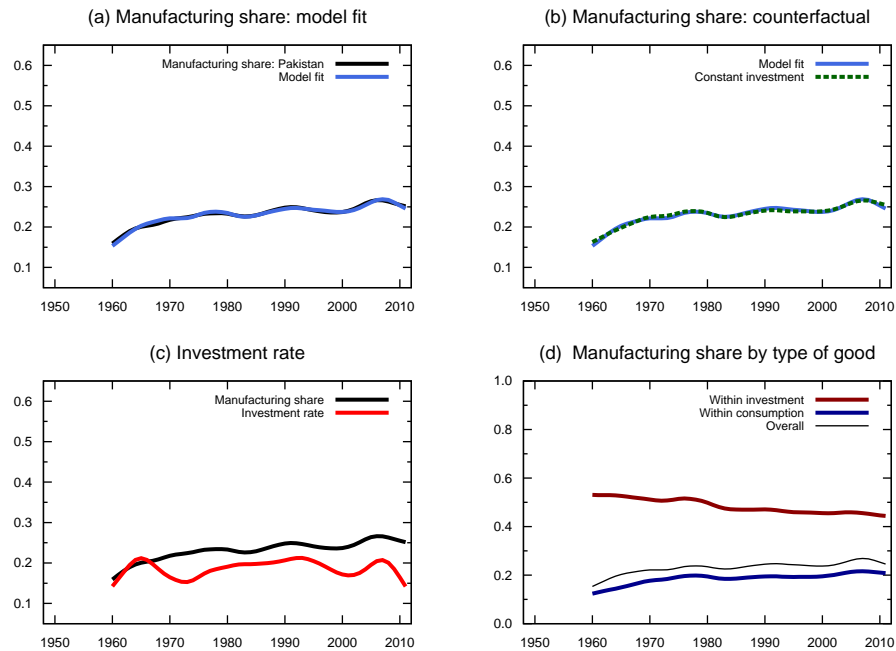 (a) Manufacturing share: model fit
0.6
0.5
0.4
0.3
0.2
0.1
Manufacturing share: Pakistan
Model fit
1950 1960 1970 1980 1990 2000 2010
(b) Manufacturing share: counterfactual
0.6
0.5
0.4
0.3
0.2
0.1
Model fit
Constant investment
1950 1960 1970 1980 1990 2000 2010
(c) Investment rate
0.6
0.5
0.4
0.3
0.2
0.1
Manufacturing share
Investment rate
1950 1960 1970 1980 1990 2000 2010
(d) Manufacturing share by type of good
1.0
0.8
0.6
0.4
0.2
0.0
Within investment
Within consumption
Overall
1950 1960 1970 1980 1990 2000 2010